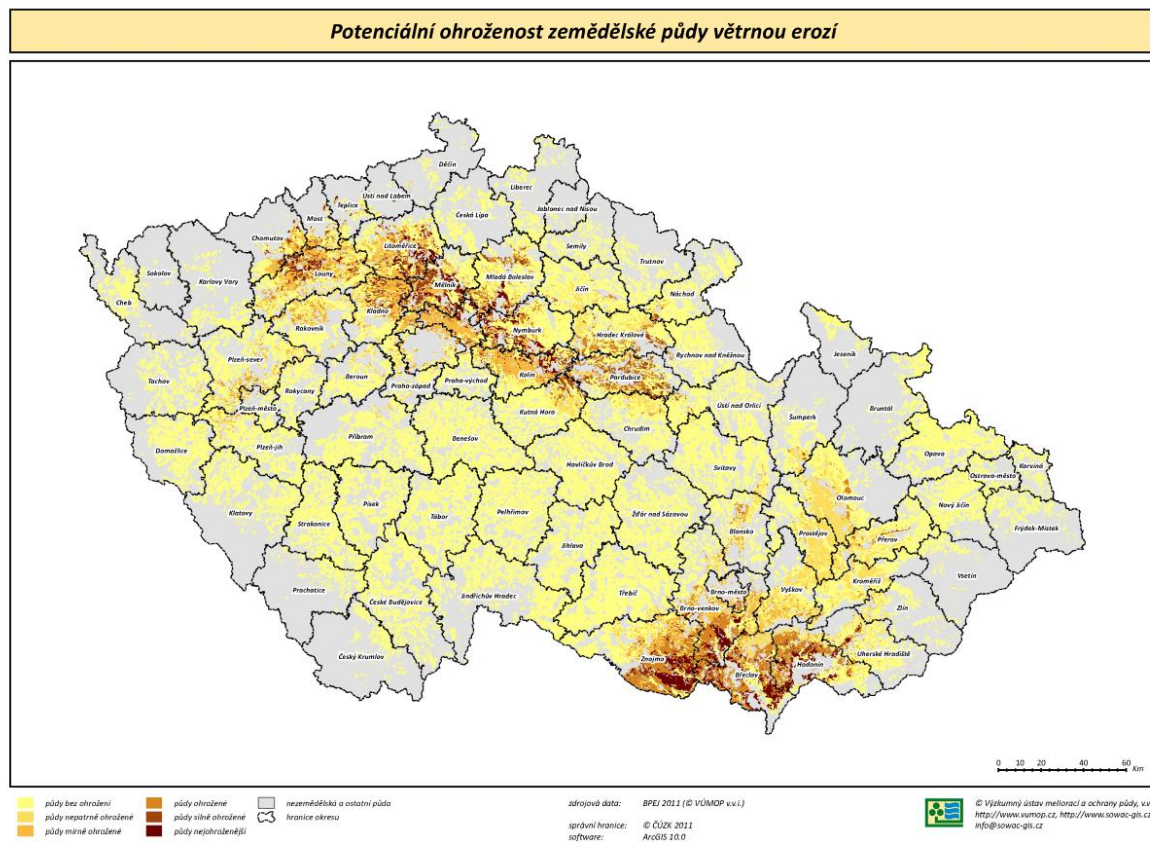 Potenciální ohroženost zemědělské půdy větrnou erozí
Děčín
Liberec
Ústí nad Labem
Teplice
Jablonec nad Nisou
Most
Česká Lípa
Chomutov
Litoměřice
Semily
Trutnov
Sokolov
Louny
Mladá Boleslav
Karlovy Vary
Mělník
Jičín
Náchod
Cheb
Kladno
Rakovník
Nymburk
Hradec Králové
Rychnov nad Kněžnou
Jeseník
Plzeň-sever
Beroun
Kolín
Pardubice
Tachov
Rokycany
Praha-západ
Praha-východ
Plzeň-město
Ústí nad Orlicí
Šumperk
Bruntál
Kutná Hora
Chrudim
Příbram
Benešov
Domažlice
Plzeň-jih
Opava
Karviná
Havlíčkův Brod
Svitavy
Ostrava-město
Olomouc
Klatovy
Písek
Tábor
Pelhřimov
Žďár nad Sázavou
Nový Jičín
Strakonice
Blansko
Prostějov
Přerov
Frýdek-Místek
Jihlava
Vsetín
Prachatice
Jindřichův Hradec
Třebíč
Brno-město
Vyškov
Kroměříž
České Budějovice
Brno-venkov
Zlín
Český Krumlov
Znojmo
Uherské Hradiště
Hodonín
Břeclav
0 10 20 40 60
Km
půdy bez ohrožení
půdy nepatrně ohrožené
půdy mírně ohrožené
půdy ohrožené
půdy silně ohrožené
půdy nejohroženější
nezemědělská a ostatní půda
hranice okresu
zdrojová data: BPEJ 2011 (© VÚMOP v.v.i.)
správní hranice: © ČÚZK 2011
software: ArcGIS 10.0
© Výzkumný ústav meliorací a ochrany půdy, v.v
http://www.vumop.cz, http://www.sowac-gis.cz
info@sowac-gis.cz